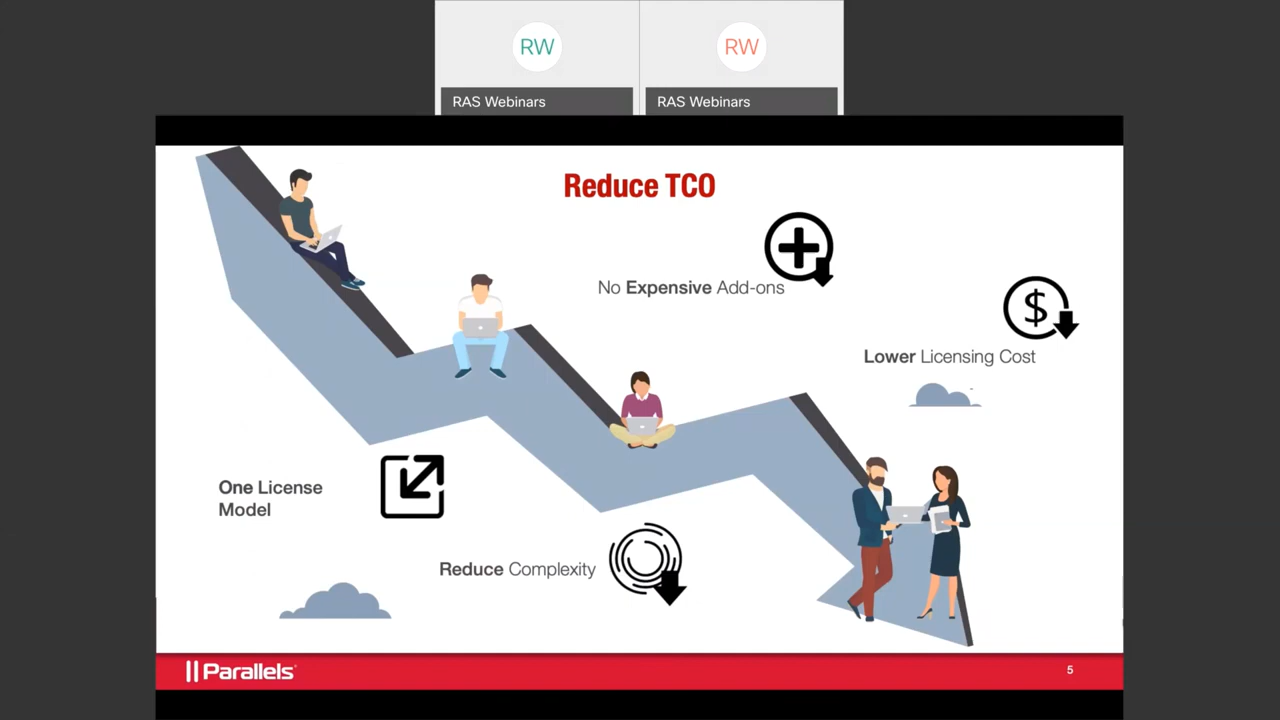 RW
RW
RAS Webinars
RAS Webinars
Reduce TCO
No Expensive Add-ons
$
Lower Licensing Cost
One License
Model
Reduce Complexity
Parallels
5